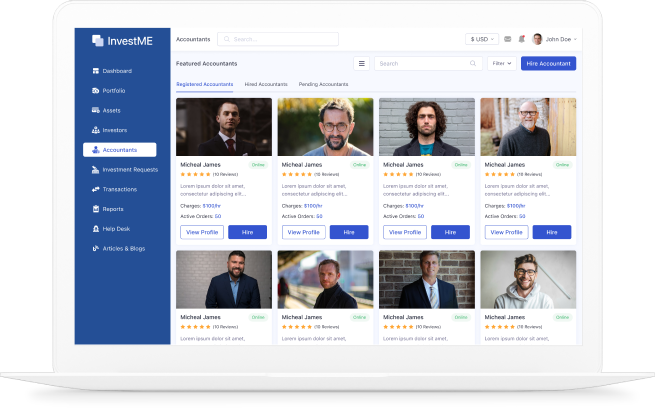 InvestME
Dashboard
Portfolio
Assets
Investors
Accountants
Investment Requests
Transactions
Reports
Help Desk
Articles & Blogs
Accountants
Search...
$ USD
John Doe
Featured Accountants
Search
Filter
Hire Accountant
Registered Accountants
Hired Accountants
Pending Accountants
Micheal James Online
(10 Reviews)
Lorem ipsum dolor sit amet,
consectetur adipiscing elit...
Charges: $100/hr
Active Orders: 50
View Profile Hire
Micheal James Online
(10 Reviews)
Lorem ipsum dolor sit amet,
consectetur adipiscing elit...
Charges: $100/hr
Active Orders: 50
View Profile Hire
Micheal James Online
(10 Reviews)
Lorem ipsum dolor sit amet,
consectetur adipiscing elit...
Charges: $100/hr
Active Orders: 50
View Profile Hire
Micheal James Online
(10 Reviews)
Lorem ipsum dolor sit amet,
consectetur adipiscing elit...
Charges: $100/hr
Active Orders: 50
View Profile Hire
Micheal James Online
(10 Reviews)
Lorem ipsum dolor sit amet,
Micheal James Online
(10 Reviews)
Lorem ipsum dolor sit amet,
Micheal James Online
(10 Reviews)
Lorem ipsum dolor sit amet,
Micheal James Online
(10 Reviews)
Lorem ipsum dolor sit amet,